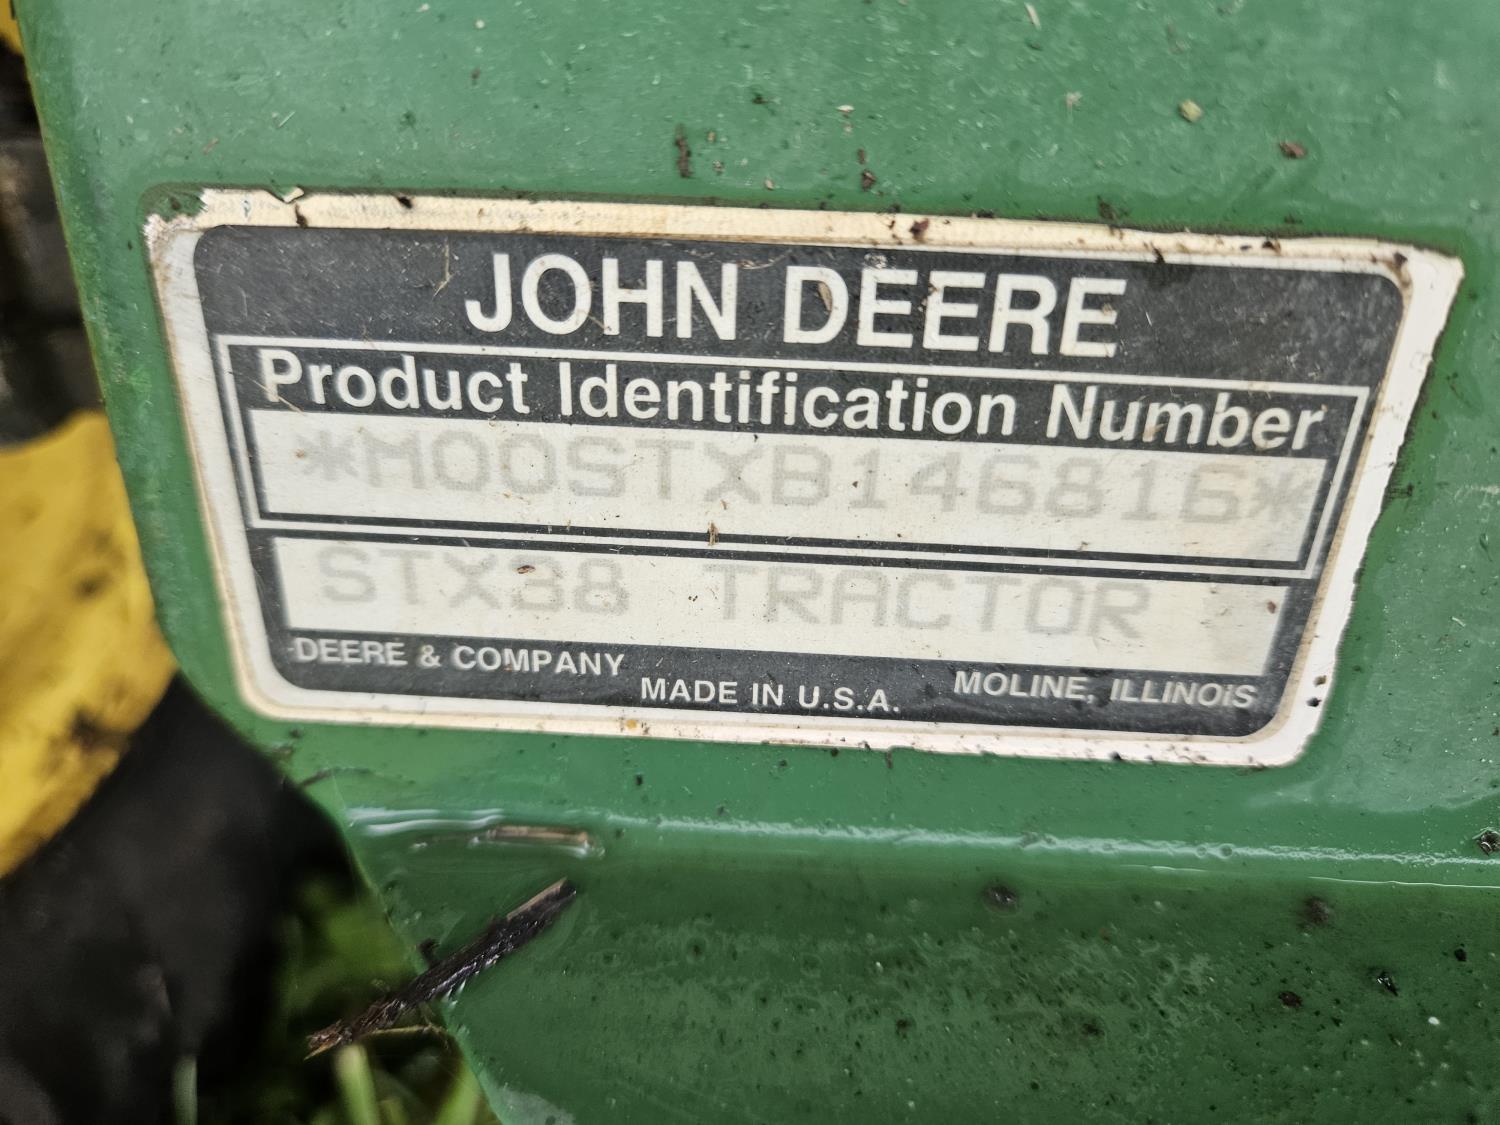 JOHN DEERE
Product Identification Number
*M00STXB146816*
STX38 TRACTOR
DEERE & COMPANY
MADE IN U.S.A.
MOLINE, ILLINOIS